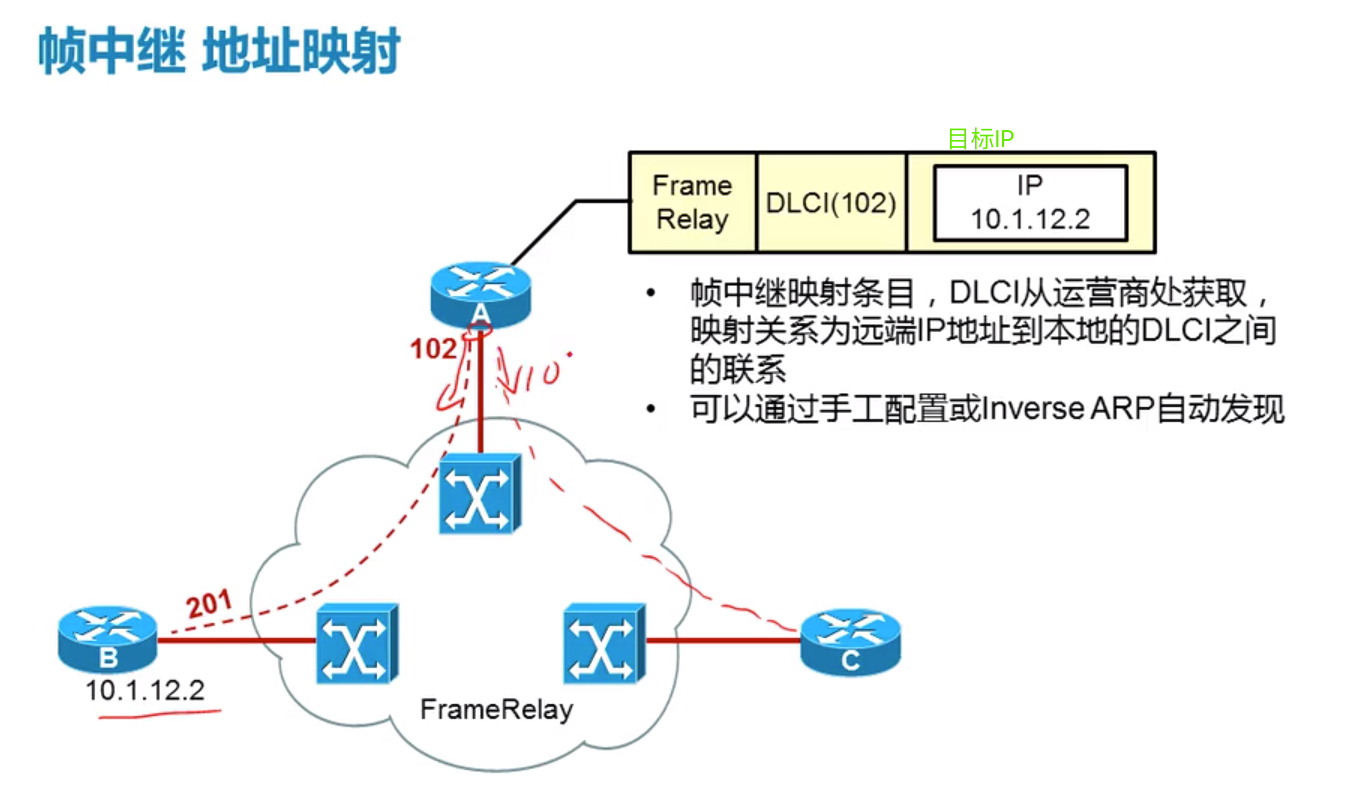 帧中继 地址映射
目标IP
Frame
Relay
DLCI(102)
IP
10.1.12.2
• 帧中继映射条目，DLCI从运营商处获取，
映射关系为远端IP地址到本地的DLCI之间
的联系
• 可以通过手工配置或Inverse ARP自动发现
A
102
10
201
B
10.1.12.2
C
FrameRelay